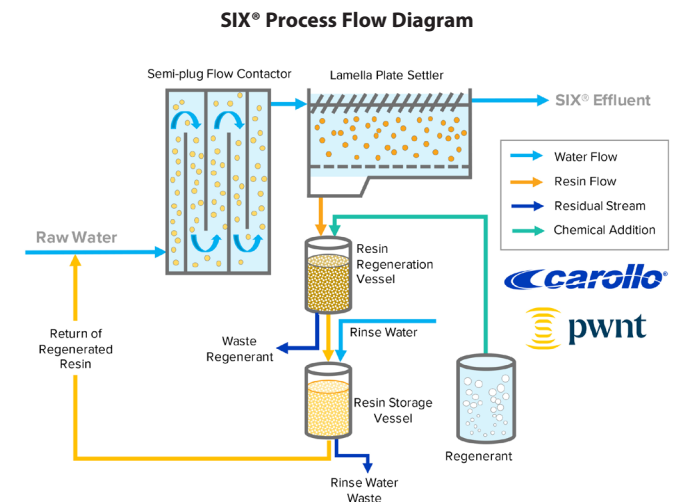 SIX® Process Flow Diagram
Semi-plug Flow Contactor
Lamella Plate Settler
SIX® Effluent
Water Flow
Resin Flow
Residual Stream
Chemical Addition
Raw Water
Resin
Regeneration
Vessel
carollo®
pwnt
Return of
Regenerated
Resin
Waste
Regenerant
Rinse Water
Resin Storage
Vessel
Regenerant
Rinse Water
Waste